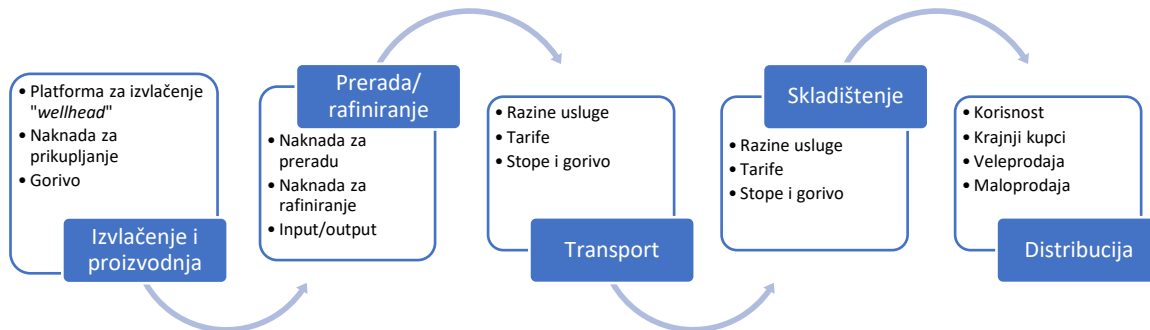 • Platforma za izvlačenje
"wellhead"
• Naknada za
prikupljanje
• Gorivo
Izvlačenje i
proizvodnja
Prerada/
rafiniranje
• Naknada za
preradu
• Naknada za
rafiniranje
• Input/output
• Razine usluge
• Tarife
• Stope i gorivo
Transport
Skladištenje
• Razine usluge
• Tarife
• Stope i gorivo
• Korisnost
• Krajnji kupci
• Veleprodaja
• Maloprodaja
Distribucija